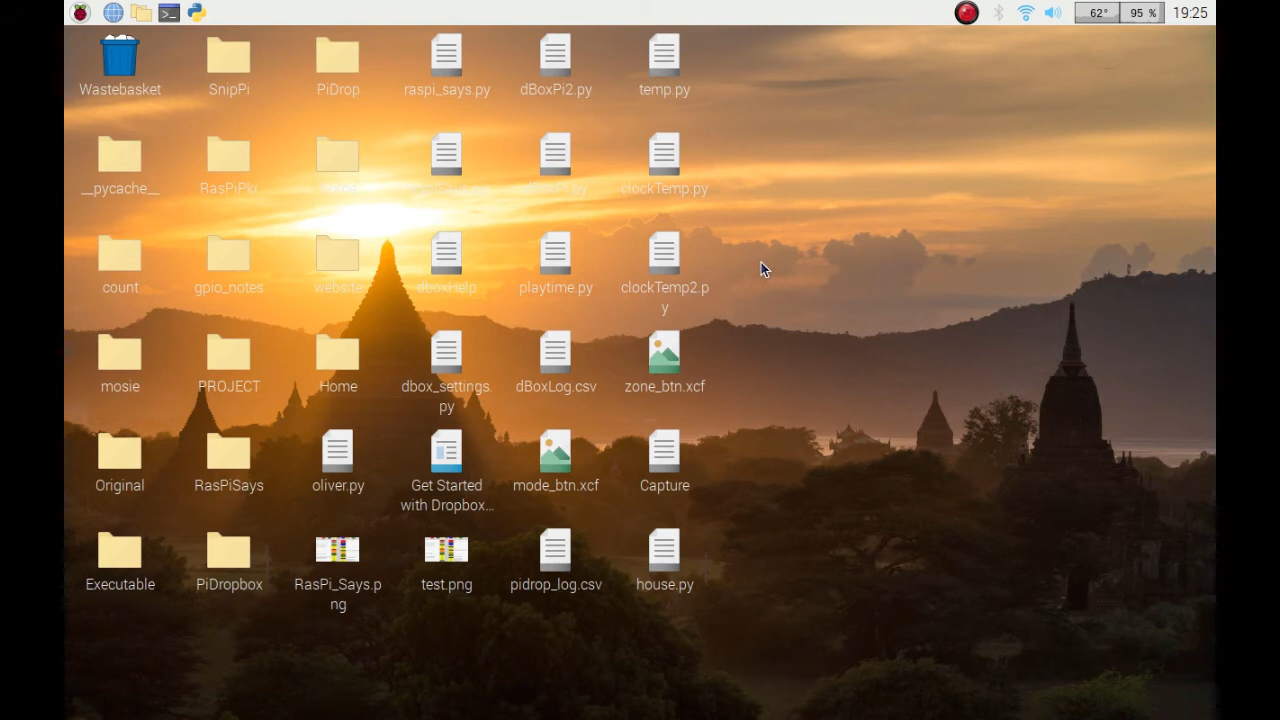 62° 95 % 19:25
Wastebasket SnipPi PiDrop raspi_says.py dBoxPi2.py temp.py
__pycache__ RasPiPkr clockTemp.py
count gpio_notes website dboxHelp playtime.py clockTemp2.p
y
mosie PROJECT Home dbox_settings. dBoxLog.csv zone_btn.xcf
py
Original RasPiSays oliver.py Get Started mode_btn.xcf Capture
with Dropbox...
Executable PiDropbox RasPi_Says.p test.png pidrop_log.csv house.py
ng